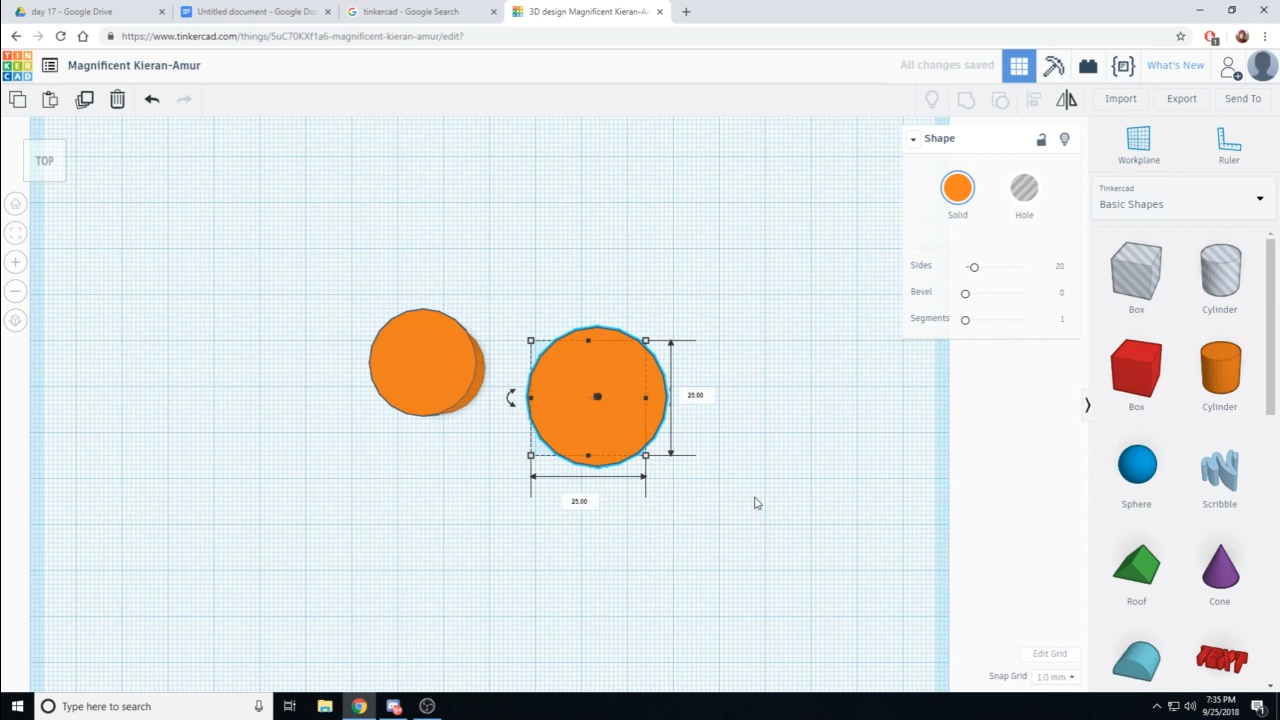 day 17 - Google Drive
Untitled document - Google Doc
tinkercad - Google Search
3D design Magnificent Kieran-A
https://www.tinkercad.com/things/5uC70KXf1a6-magnificent-kieran-amur/edit?
1
TIN
KER
CAD
Magnificent Kieran-Amur
All changes saved
What's New
Import
Export
Send To
TOP
Shape
Solid
Hole
Sides
20
Bevel
0
Segments
1
Workplane
Ruler
Tinkercad
Basic Shapes
Box
Cylinder
Box
Cylinder
Sphere
Scribble
Roof
Cone
TEXT
25.00
25.00
Edit Grid
Snap Grid
1.0 mm
Type here to search
7:35 PM
9/25/2018
1